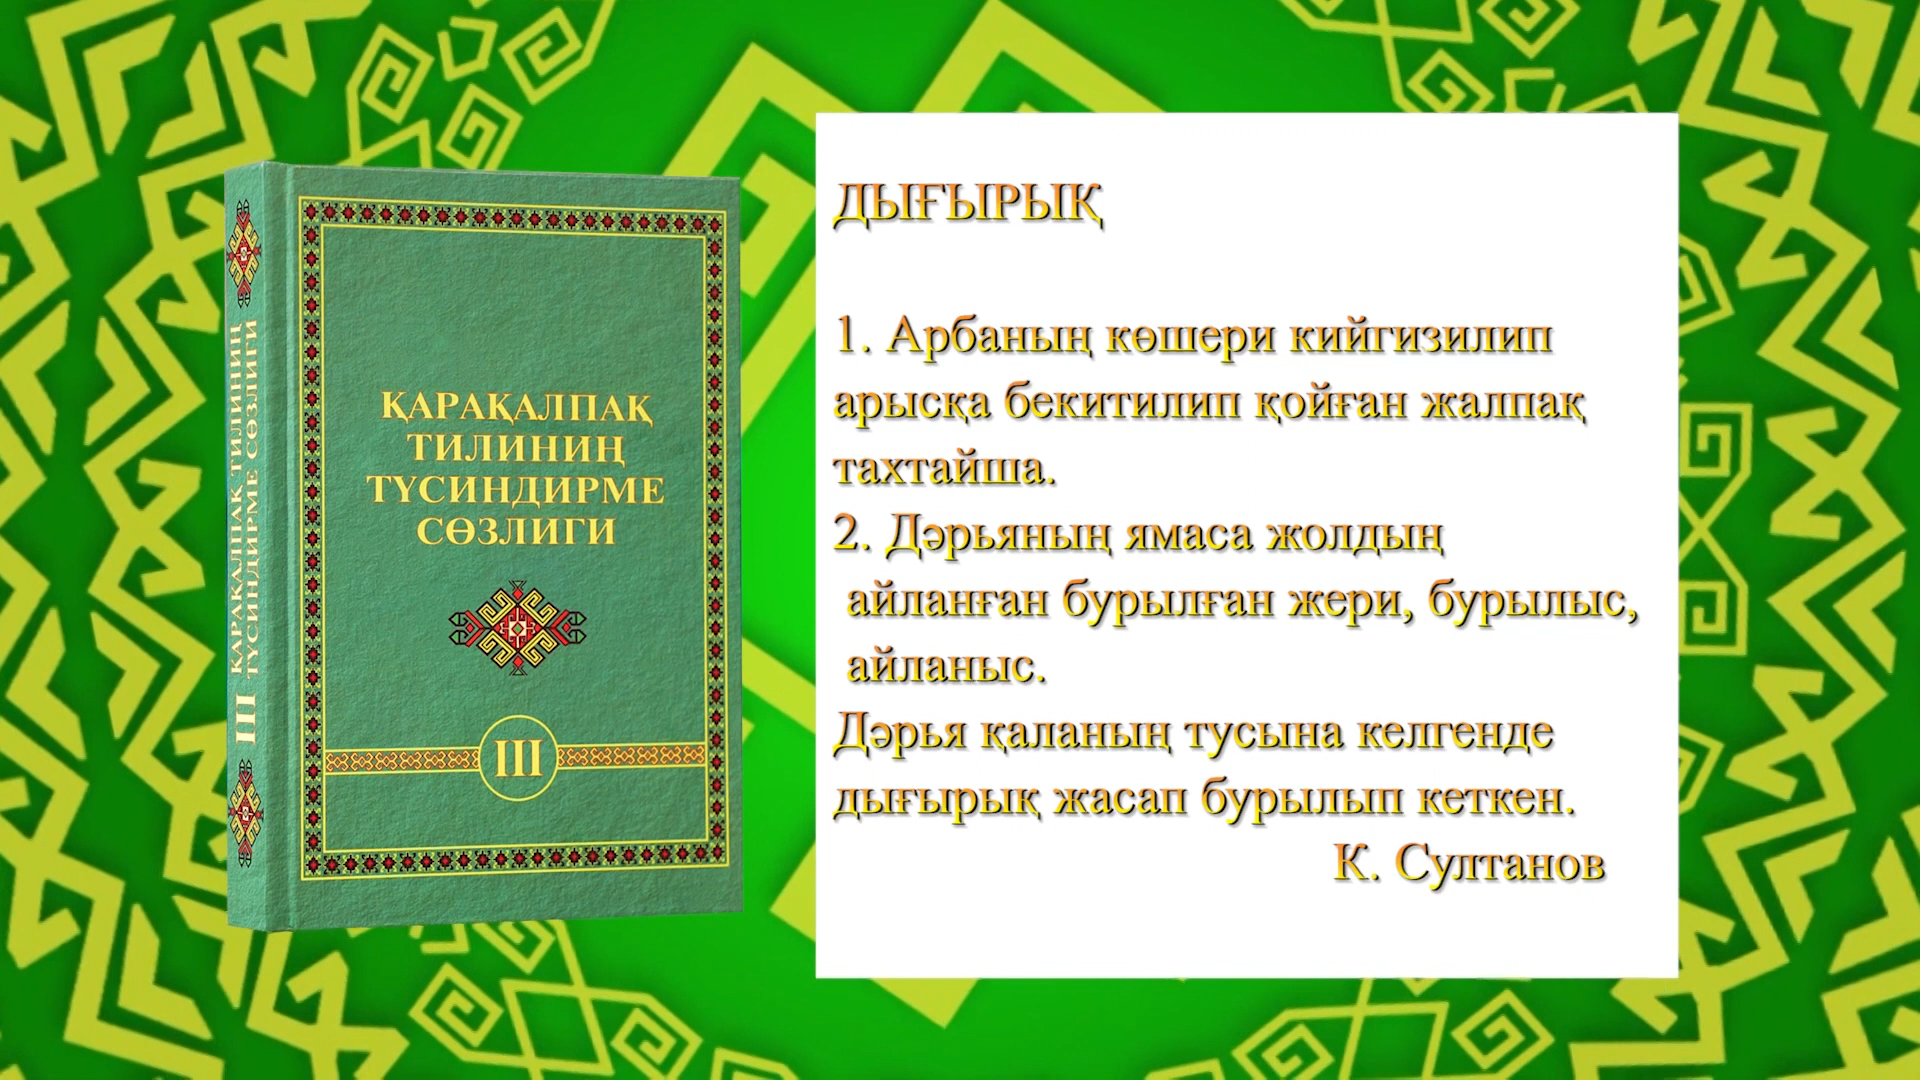 ҚАРАҚАЛПАҚ ТИЛИНИҢ
ТҮСИНДИРМЕ СӨЗЛИГИ
III
ҚАРАҚАЛПАҚ
ТИЛИНИҢ
ТҮСИНДИРМЕ
СӨЗЛИГИ
III
ДЫҒЫРЫҚ
1. Арбаның көшери кийгизилип
арысқа бекитилип қойған жалпақ
тахтайша.
2. Дәрьяның ямаса жолдың
айланған бурылған жери, бурылыс,
айланыс.
Дәрья қаланың тусына келгенде
дығырық жасап бурылып кеткен.
К. Султанов